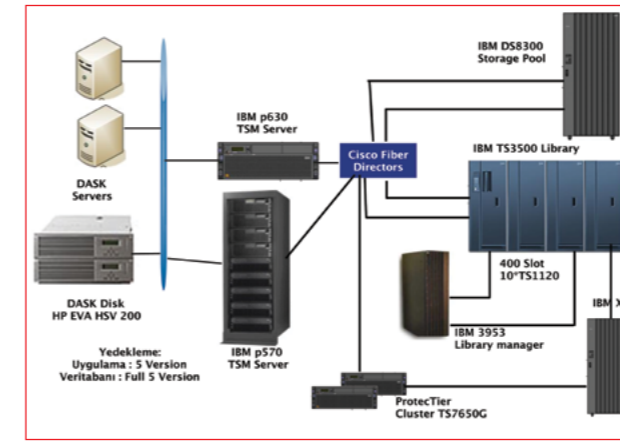 IBM DS8300
Storage Pool
IBM p630
TSM Server
Cisco Fiber
Directors
IBM TS3500 Library
DASK
Servers
400 Slot
10*TS1120
DASK Disk
HP EVA HSV 200
IBM 3953
Library manager
IBM X
Yedekleme:
Uygulama : 5 Version
Veritabanı : Full 5 Version
IBM p570
TSM Server
ProtecTier
Cluster TS7650G